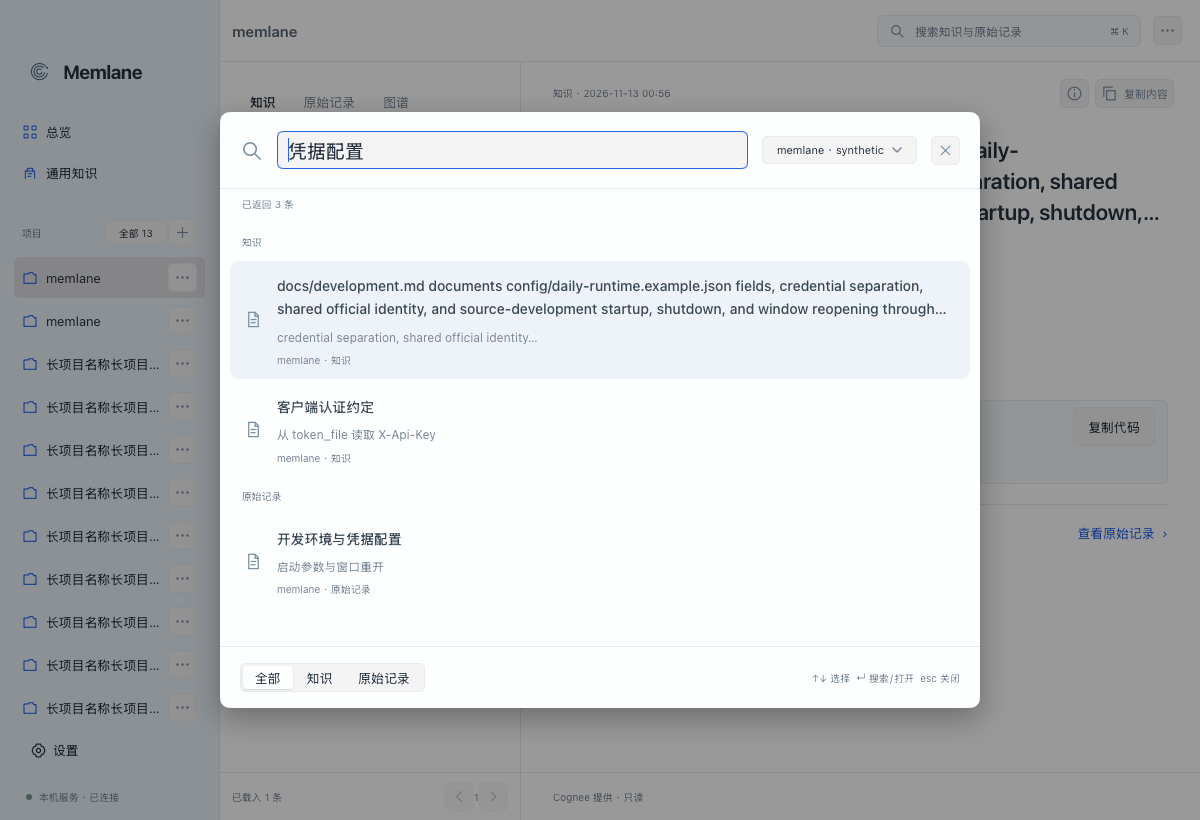 Memlane
总览
通用知识
项目
全部 13
memlane
memlane
长项目名称长项目...
长项目名称长项目...
长项目名称长项目...
长项目名称长项目...
长项目名称长项目...
长项目名称长项目...
长项目名称长项目...
长项目名称长项目...
长项目名称长项目...
设置
本机服务 · 已连接
memlane
搜索知识与原始记录
⌘ K
知识
原始记录
图谱
知识 · 2026-11-13 00:56
复制内容
aily-
aration, shared
artup, shutdown,...
复制代码
查看原始记录 ›
已载入 1 条
1
Cognee 提供 · 只读
凭据配置
memlane · synthetic
已返回 3 条
知识
docs/development.md documents config/daily-runtime.example.json fields, credential separation,
shared official identity, and source-development startup, shutdown, and window reopening through...
credential separation, shared official identity...
memlane · 知识
客户端认证约定
从 token_file 读取 X-Api-Key
memlane · 知识
原始记录
开发环境与凭据配置
启动参数与窗口重开
memlane · 原始记录
全部
知识
原始记录
↑↓ 选择 ↵ 搜索/打开 esc 关闭